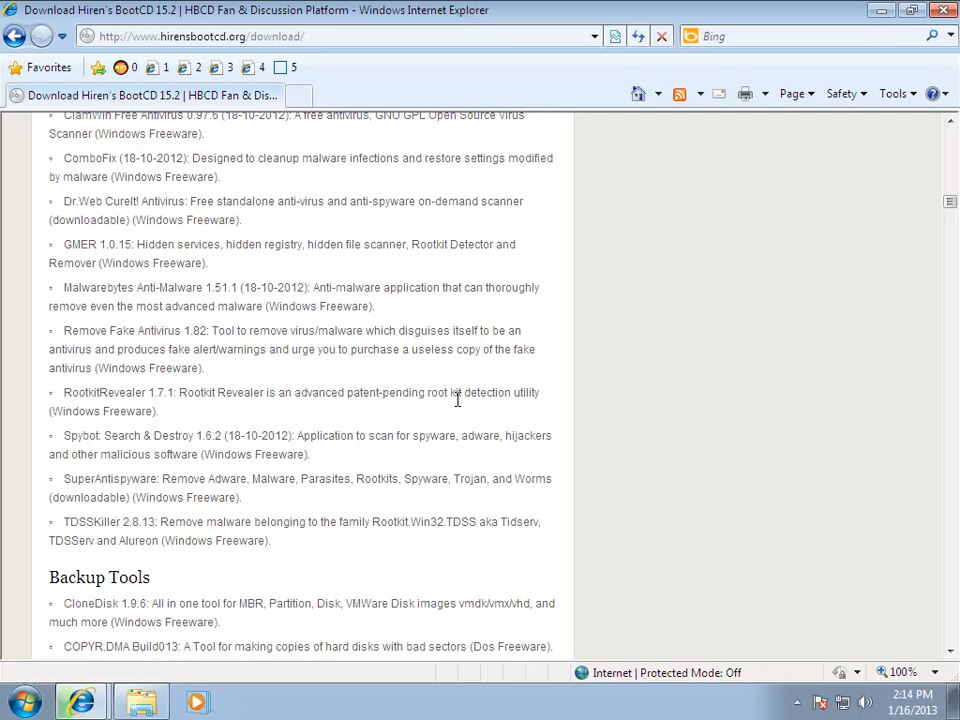 Download Hiren's BootCD 15.2 | HBCD Fan & Discussion Platform - Windows Internet Explorer
http://www.hirensbootcd.org/download/
Bing
Favorites
0
1
2
3
4
5
Download Hiren's BootCD 15.2 | HBCD Fan & Dis...
Page
Safety
Tools
ClamWin Free Antivirus 0.97.6 (18-10-2012): A free antivirus, GNU GPL Open Source Virus
Scanner (Windows Freeware).
ComboFix (18-10-2012): Designed to cleanup malware infections and restore settings modified
by malware (Windows Freeware).
Dr.Web CureIt! Antivirus: Free standalone anti-virus and anti-spyware on-demand scanner
(downloadable) (Windows Freeware).
GMER 1.0.15: Hidden services, hidden registry, hidden file scanner, Rootkit Detector and
Remover (Windows Freeware).
Malwarebytes Anti-Malware 1.51.1 (18-10-2012): Anti-malware application that can thoroughly
remove even the most advanced malware (Windows Freeware).
Remove Fake Antivirus 1.82: Tool to remove virus/malware which disguises itself to be an
antivirus and produces fake alert/warnings and urge you to purchase a useless copy of the fake
antivirus (Windows Freeware).
RootkitRevealer 1.7.1: Rootkit Revealer is an advanced patent-pending root kit detection utility
(Windows Freeware).
Spybot: Search & Destroy 1.6.2 (18-10-2012): Application to scan for spyware, adware, hijackers
and other malicious software (Windows Freeware).
SuperAntispyware: Remove Adware, Malware, Parasites, Rootkits, Spyware, Trojan, and Worms
(downloadable) (Windows Freeware).
TDSSKiller 2.8.13: Remove malware belonging to the family Rootkit.Win32.TDSS aka Tidserv,
TDSServ and Alureon (Windows Freeware).
Backup Tools
CloneDisk 1.9.6: All in one tool for MBR, Partition, Disk, VMWare Disk images vmdk/vmx/vhd, and
much more (Windows Freeware).
COPYR.DMA Build013: A Tool for making copies of hard disks with bad sectors (Dos Freeware).
Internet | Protected Mode: Off
100%
2:14 PM
1/16/2013